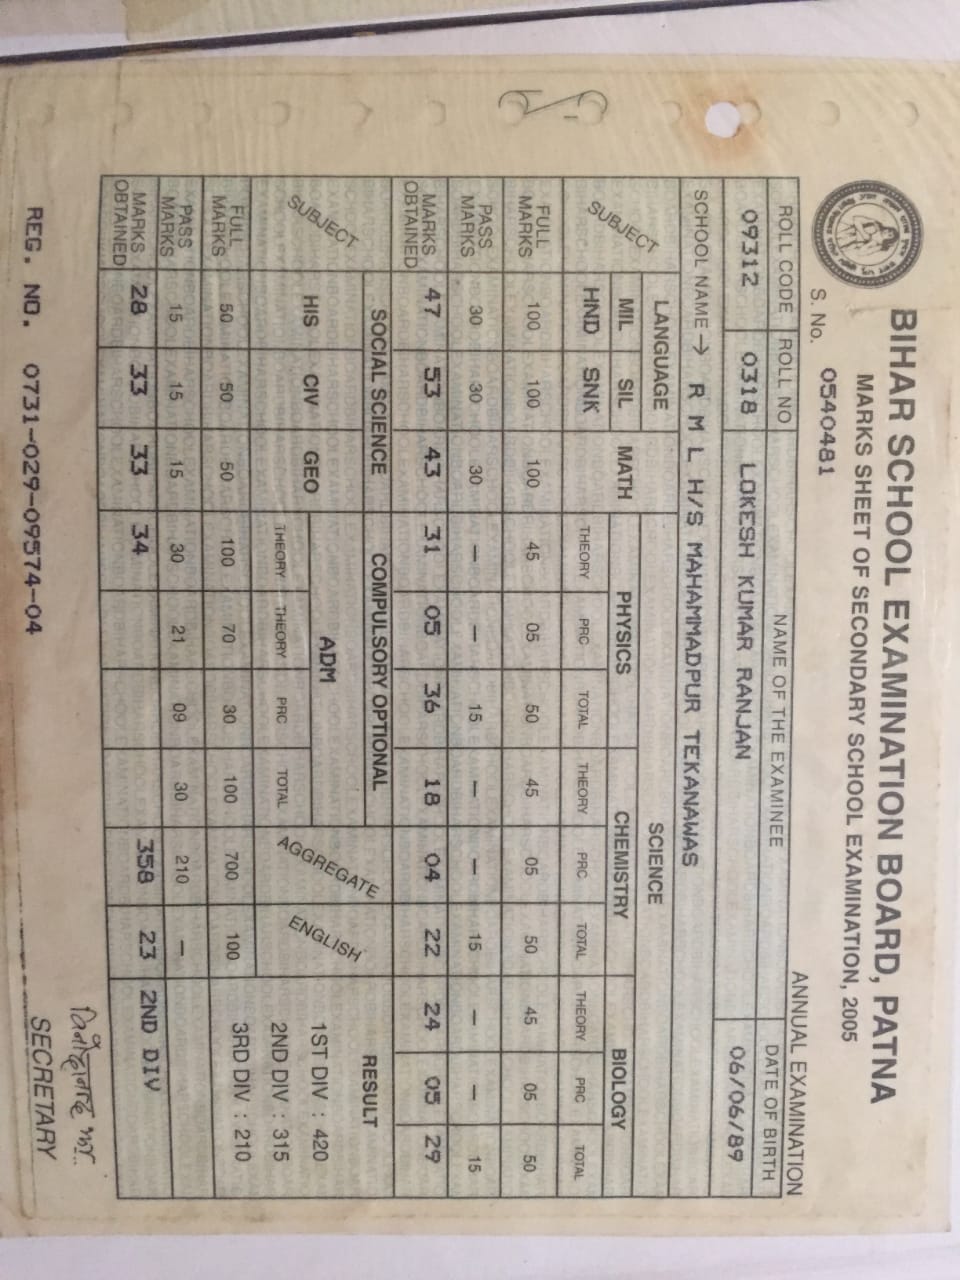 BIHAR SCHOOL EXAMINATION BOARD, PATNA
MARKS SHEET OF SECONDARY SCHOOL EXAMINATION, 2005
S. No. 0540481
ANNUAL EXAMINATION
ROLL CODE ROLL NO NAME OF THE EXAMINEE DATE OF BIRTH
09312 0318 LOKESH KUMAR RANJAN 06/06/89
SCHOOL NAME → R M L H/S MAHAMMADPUR TEKANAWAS
SUBJECT LANGUAGE MATH SCIENCE
MIL SIL PHYSICS CHEMISTRY BIOLOGY
HND SNK THEORY PRC TOTAL THEORY PRC TOTAL THEORY PRC TOTAL
FULL MARKS 100 100 100 45 05 50 45 05 50 45 05 50
PASS MARKS 30 30 30 — — 15 — — 15 — — 15
MARKS OBTAINED 47 53 43 31 05 36 18 04 22 24 05 29
SUBJECT SOCIAL SCIENCE COMPULSORY OPTIONAL AGGREGATE ENGLISH RESULT
HIS CIV GEO ADM 1ST DIV : 420
THEORY THEORY PRC TOTAL 2ND DIV : 315
FULL MARKS 50 50 50 100 70 30 100 700 100 3RD DIV : 210
PASS MARKS 15 15 15 30 21 09 30 210 —
MARKS OBTAINED 28 33 33 34 358 23 2ND DIV
REG. NO. 0731-029-09574-04
SECRETARY